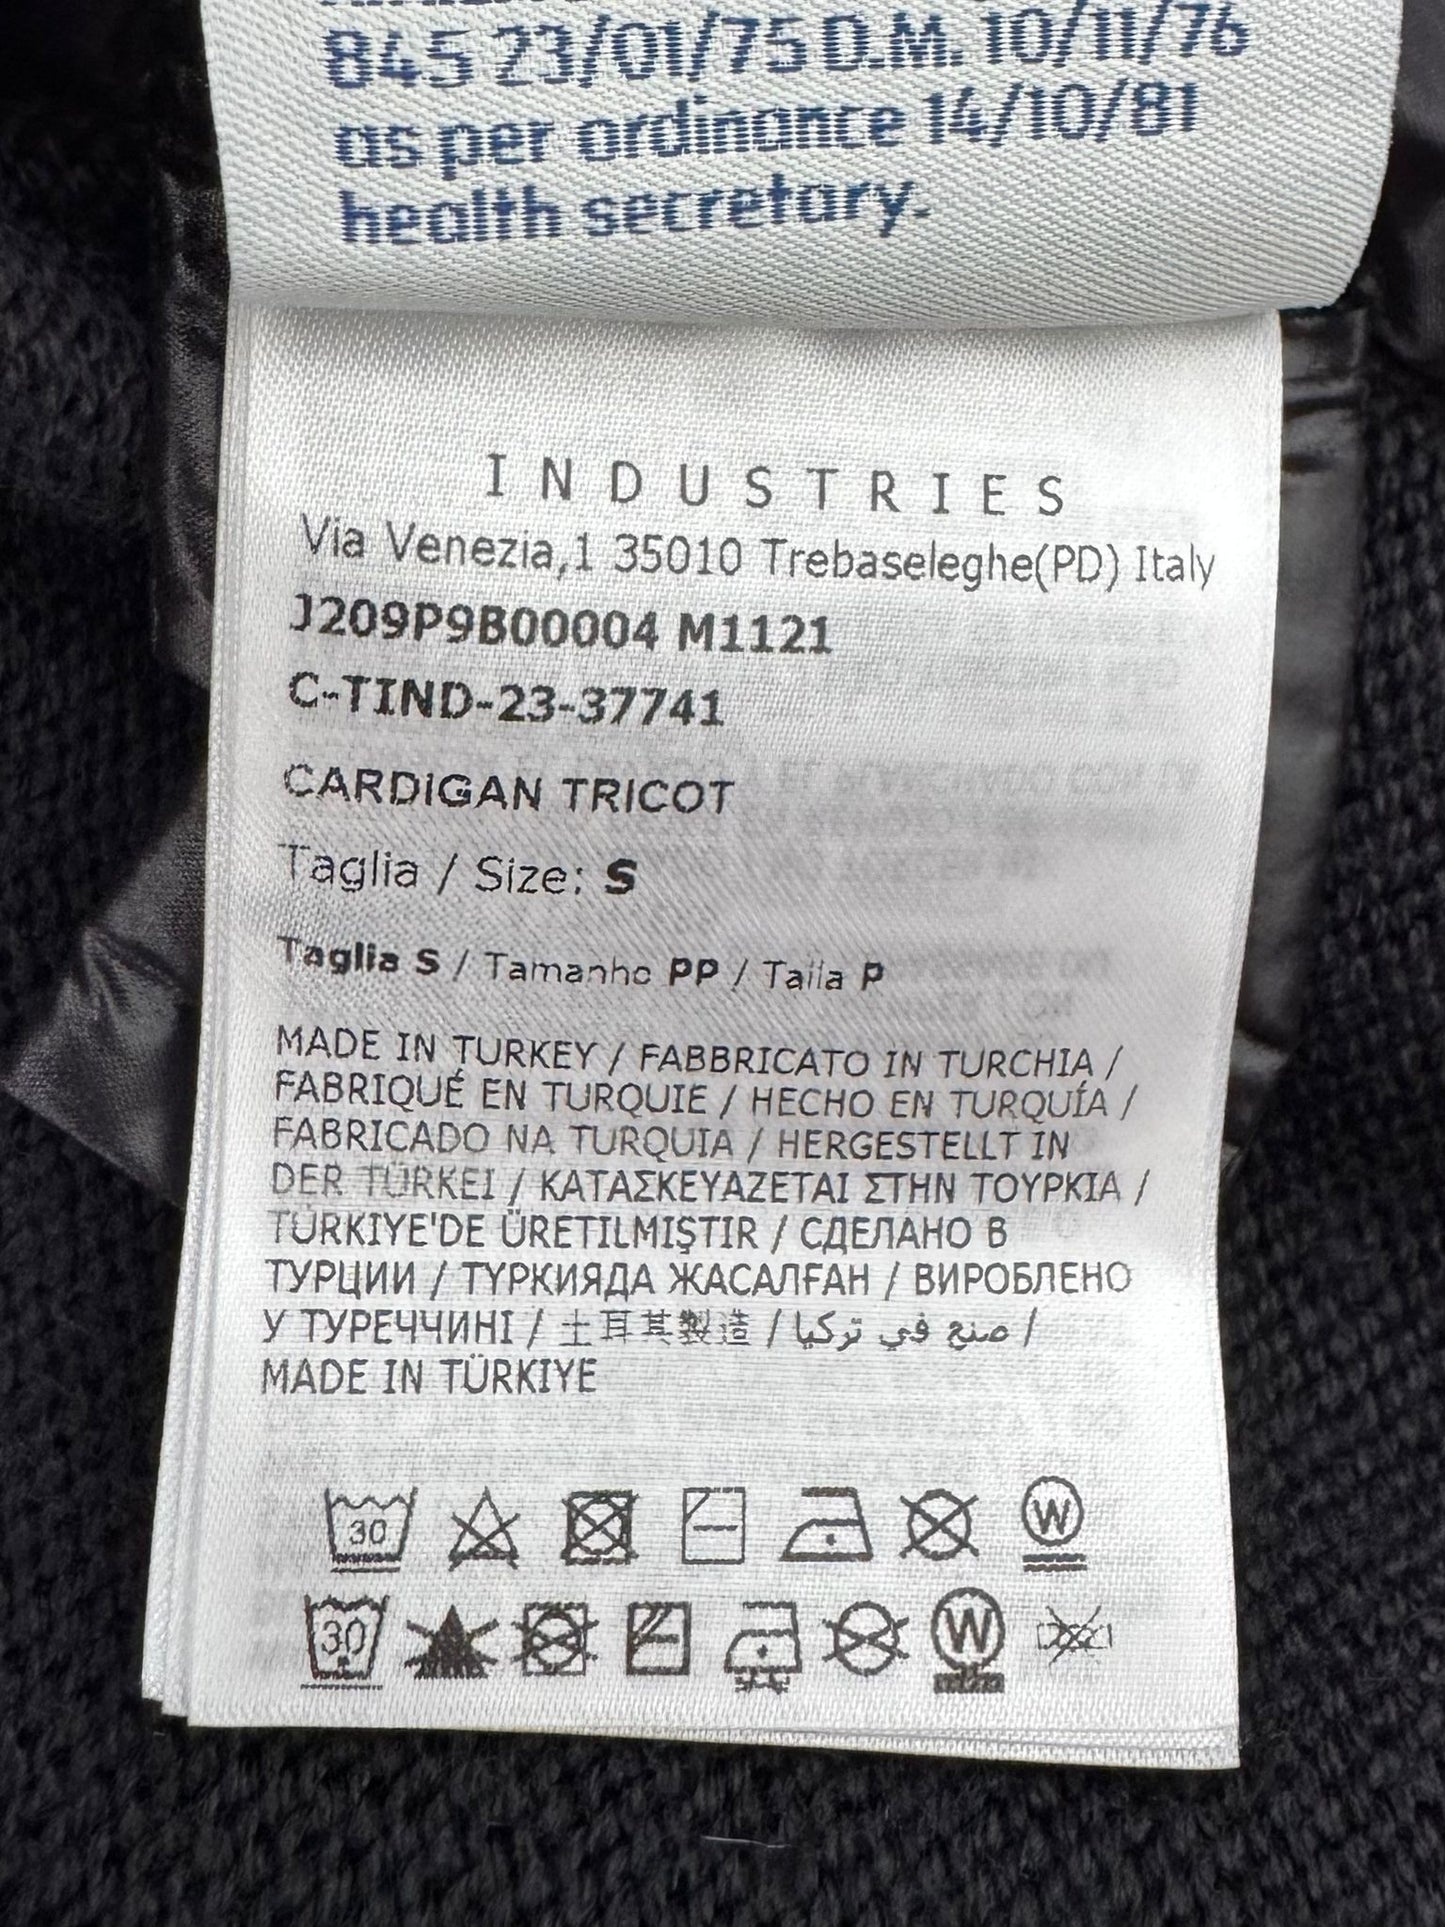 845 23/01/75 D.M. 10/11/76
as per ordinance 14/10/81
health secretary.
INDUSTRIES
Via Venezia,1 35010 Trebaseleghe(PD) Italy
J209P9B00004 M1121
C-TIND-23-37741
CARDIGAN TRICOT
Taglia / Size: S
Taglia S / Tamanho PP / Talla P
MADE IN TURKEY / FABBRICATO IN TURCHIA /
FABRIQUÉ EN TURQUIE / HECHO EN TURQUÍA /
FABRICADO NA TURQUIA / HERGESTELLT IN
DER TÜRKEI / ΚΑΤΑΣΚΕΥΑΖΕΤΑΙ ΣΤΗΝ ΤΟΥΡΚΙΑ /
TÜRKIYE'DE ÜRETILMIŞTIR / СДЕЛАНО В
ТУРЦИИ / ТҮРКИЯДА ЖАСАЛҒАН / ВИРОБЛЕНО
У ТУРЕЧЧИНІ / 土耳其製造 / صنع في تركيا /
MADE IN TÜRKIYE
30 W
30 W